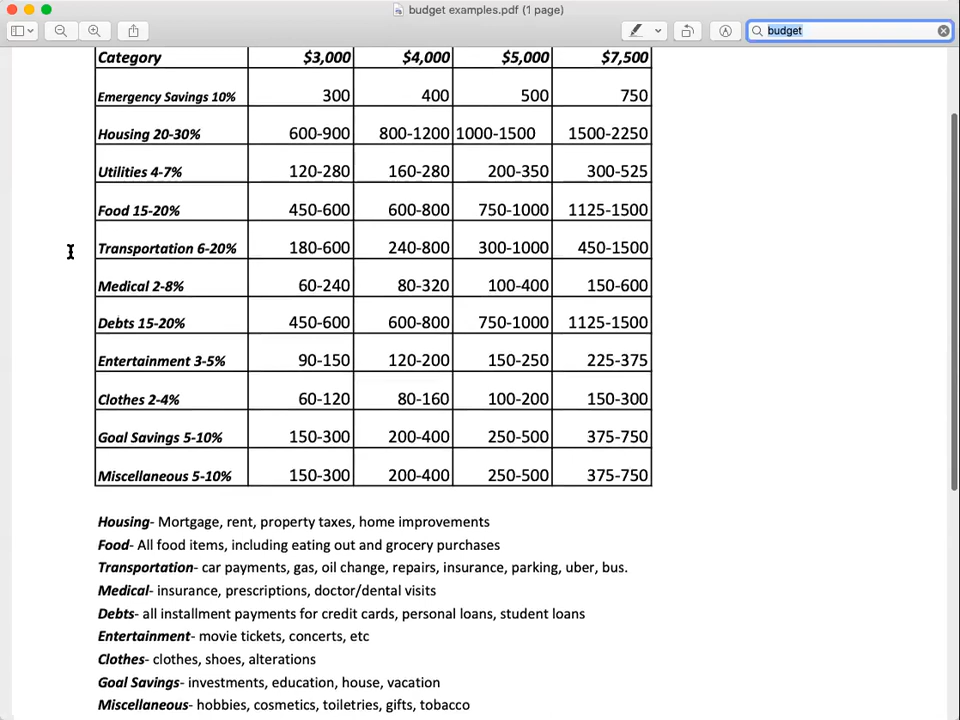 budget examples.pdf (1 page)
budget
Category $3,000 $4,000 $5,000 $7,500
Emergency Savings 10% 300 400 500 750
Housing 20-30% 600-900 800-1200 1000-1500 1500-2250
Utilities 4-7% 120-280 160-280 200-350 300-525
Food 15-20% 450-600 600-800 750-1000 1125-1500
Transportation 6-20% 180-600 240-800 300-1000 450-1500
Medical 2-8% 60-240 80-320 100-400 150-600
Debts 15-20% 450-600 600-800 750-1000 1125-1500
Entertainment 3-5% 90-150 120-200 150-250 225-375
Clothes 2-4% 60-120 80-160 100-200 150-300
Goal Savings 5-10% 150-300 200-400 250-500 375-750
Miscellaneous 5-10% 150-300 200-400 250-500 375-750
Housing- Mortgage, rent, property taxes, home improvements
Food- All food items, including eating out and grocery purchases
Transportation- car payments, gas, oil change, repairs, insurance, parking, uber, bus.
Medical- insurance, prescriptions, doctor/dental visits
Debts- all installment payments for credit cards, personal loans, student loans
Entertainment- movie tickets, concerts, etc
Clothes- clothes, shoes, alterations
Goal Savings- investments, education, house, vacation
Miscellaneous- hobbies, cosmetics, toiletries, gifts, tobacco